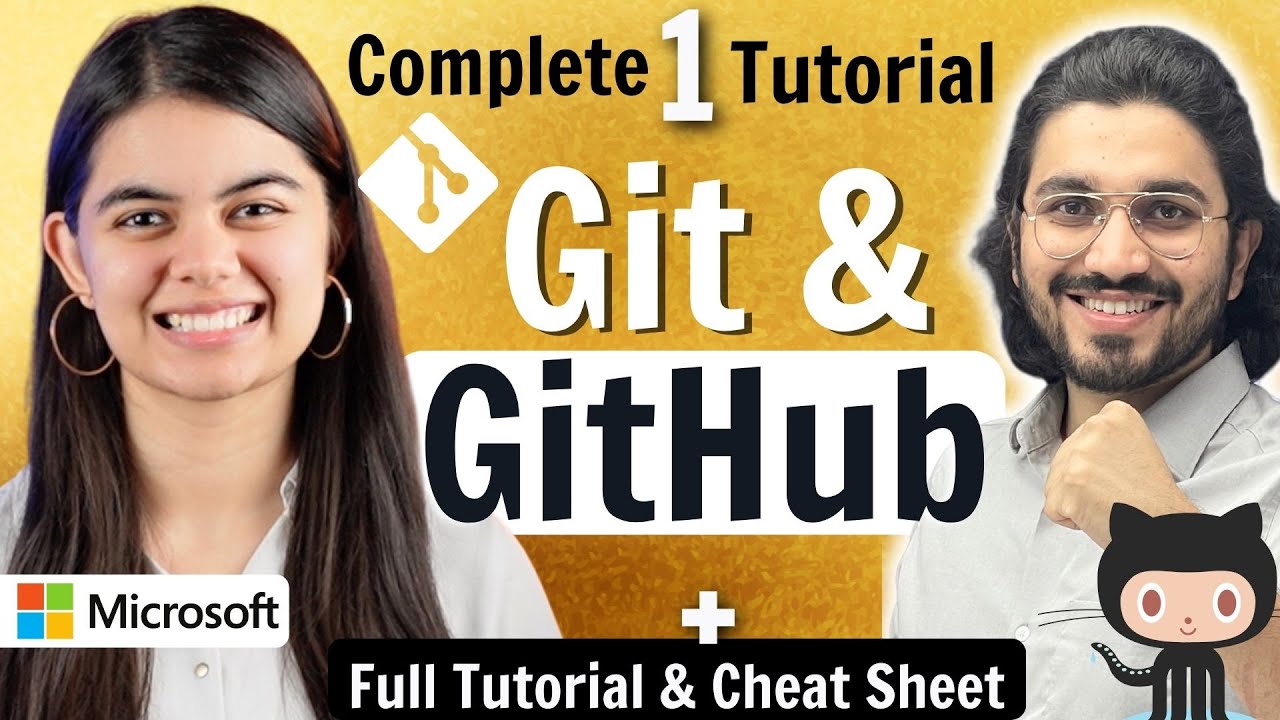 Complete 1 Tutorial
Git &
GitHub
Microsoft
+
Full Tutorial & Cheat Sheet